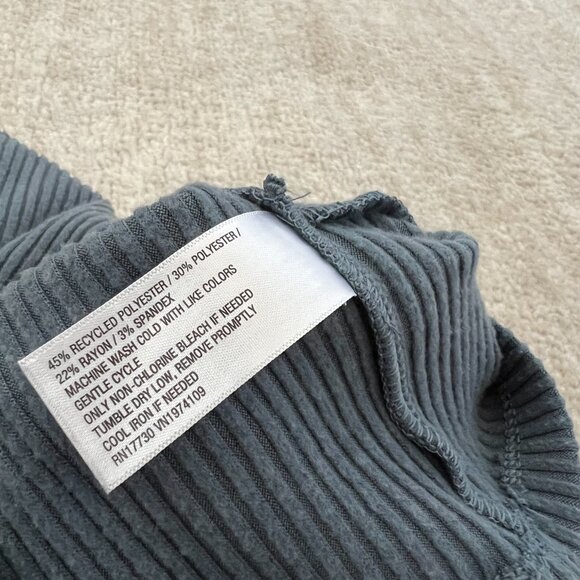 45% RECYCLED POLYESTER / 30% POLYESTER /
22% RAYON / 3% SPANDEX
MACHINE WASH COLD WITH LIKE COLORS
GENTLE CYCLE
ONLY NON-CHLORINE BLEACH IF NEEDED
TUMBLE DRY LOW. REMOVE PROMPTLY
COOL IRON IF NEEDED
RN17730 VN1974109